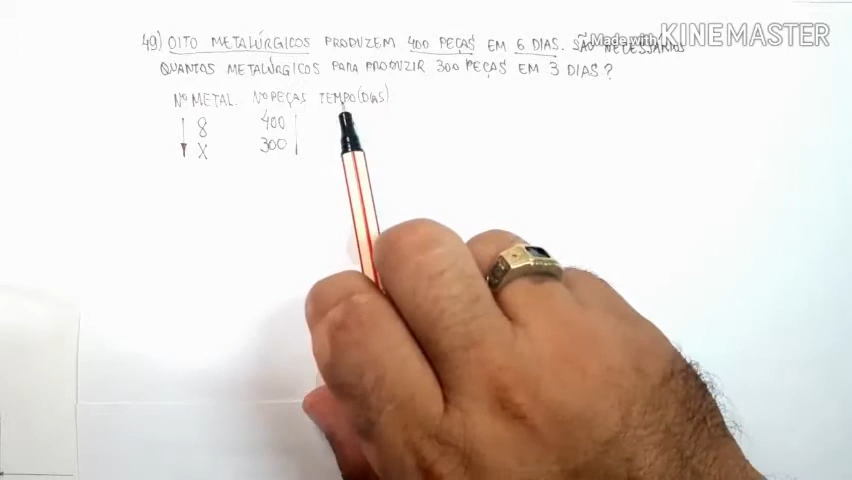 49) OITO METALÚRGICOS PRODUZEM 400 PEÇAS EM 6 DIAS. SÃO NECESSÁRIOS
Made with KINEMASTER
QUANTOS METALÚRGICOS PARA PRODUZIR 300 PEÇAS EM 3 DIAS?
Nº METAL. Nº PEÇAS TEMPO (DIAS)
8 400
X 300